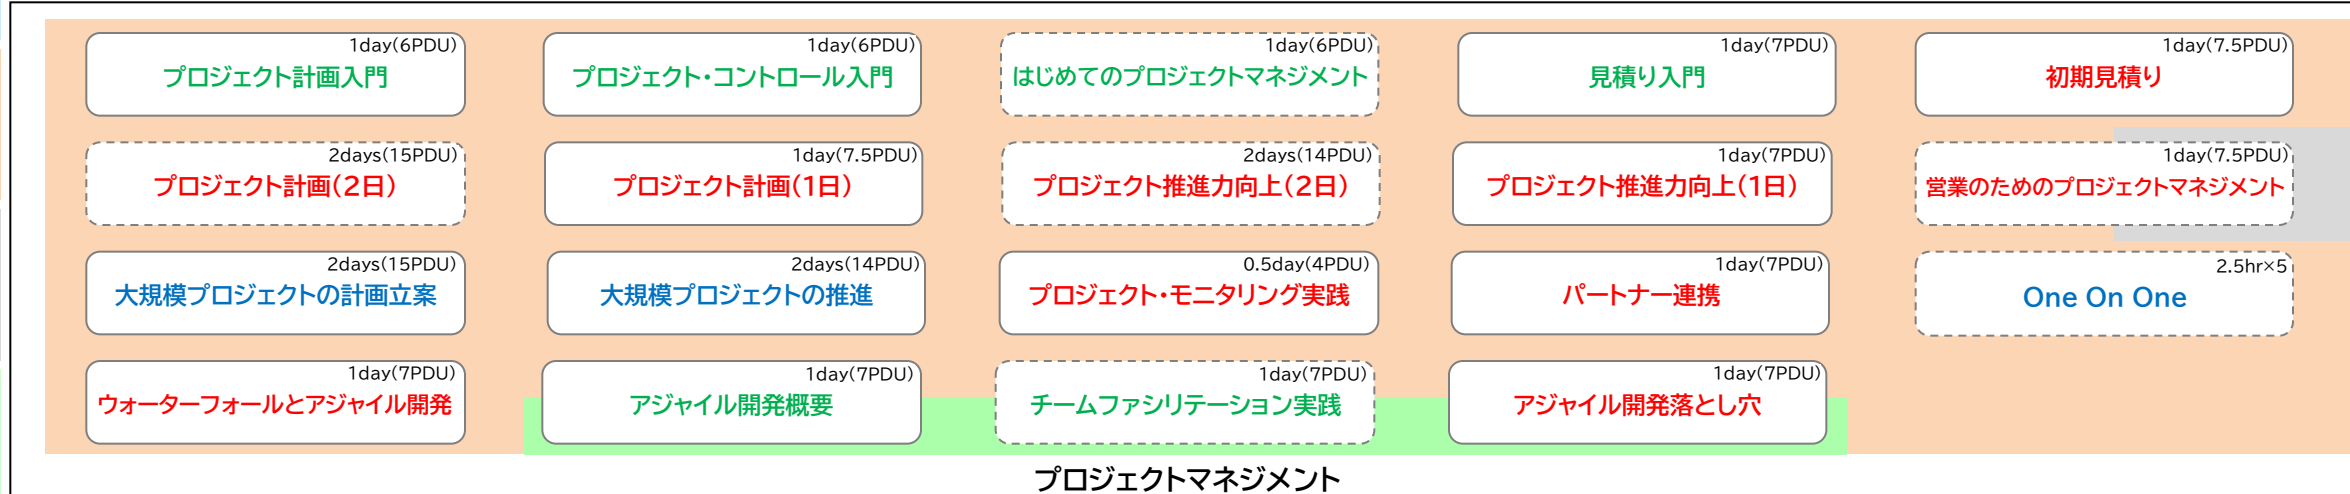 1day(6PDU)
プロジェクト計画入門
1day(6PDU)
プロジェクト・コントロール入門
1day(6PDU)
はじめてのプロジェクトマネジメント
1day(7PDU)
見積り入門
1day(7.5PDU)
初期見積り
2days(15PDU)
プロジェクト計画(2日)
1day(7.5PDU)
プロジェクト計画(1日)
2days(14PDU)
プロジェクト推進力向上(2日)
1day(7PDU)
プロジェクト推進力向上(1日)
1day(7.5PDU)
営業のためのプロジェクトマネジメント
2days(15PDU)
大規模プロジェクトの計画立案
2days(14PDU)
大規模プロジェクトの推進
0.5day(4PDU)
プロジェクト・モニタリング実践
1day(7PDU)
パートナー連携
2.5hr×5
One On One
1day(7PDU)
ウォーターフォールとアジャイル開発
1day(7PDU)
アジャイル開発概要
1day(7PDU)
チームファシリテーション実践
1day(7PDU)
アジャイル開発落とし穴
プロジェクトマネジメント